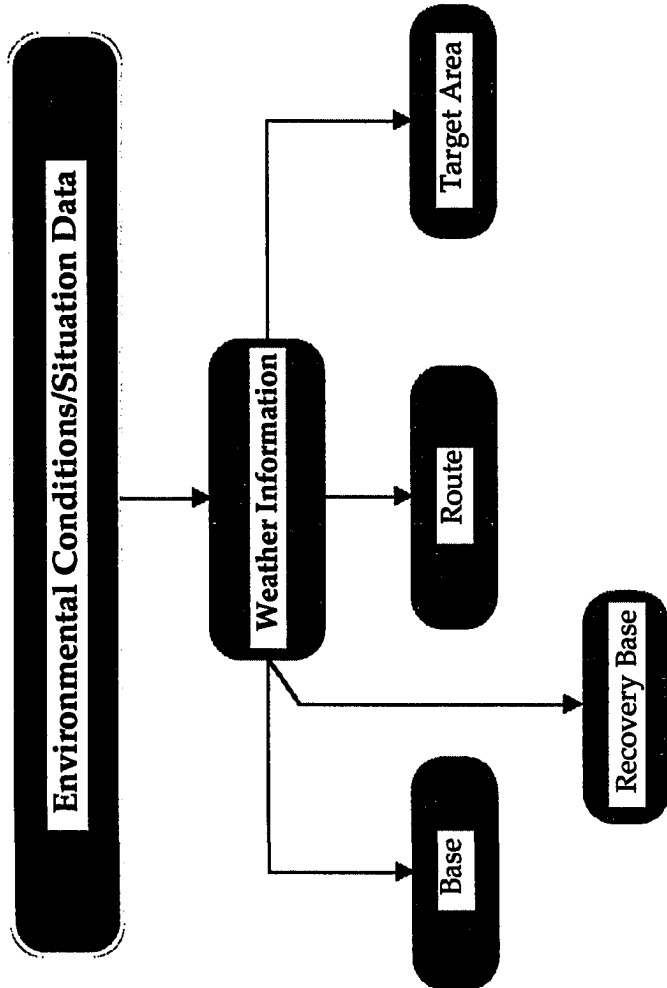 Environmental Conditions/Situation Data
Weather Information
Base
Recovery Base
Route
Target Area